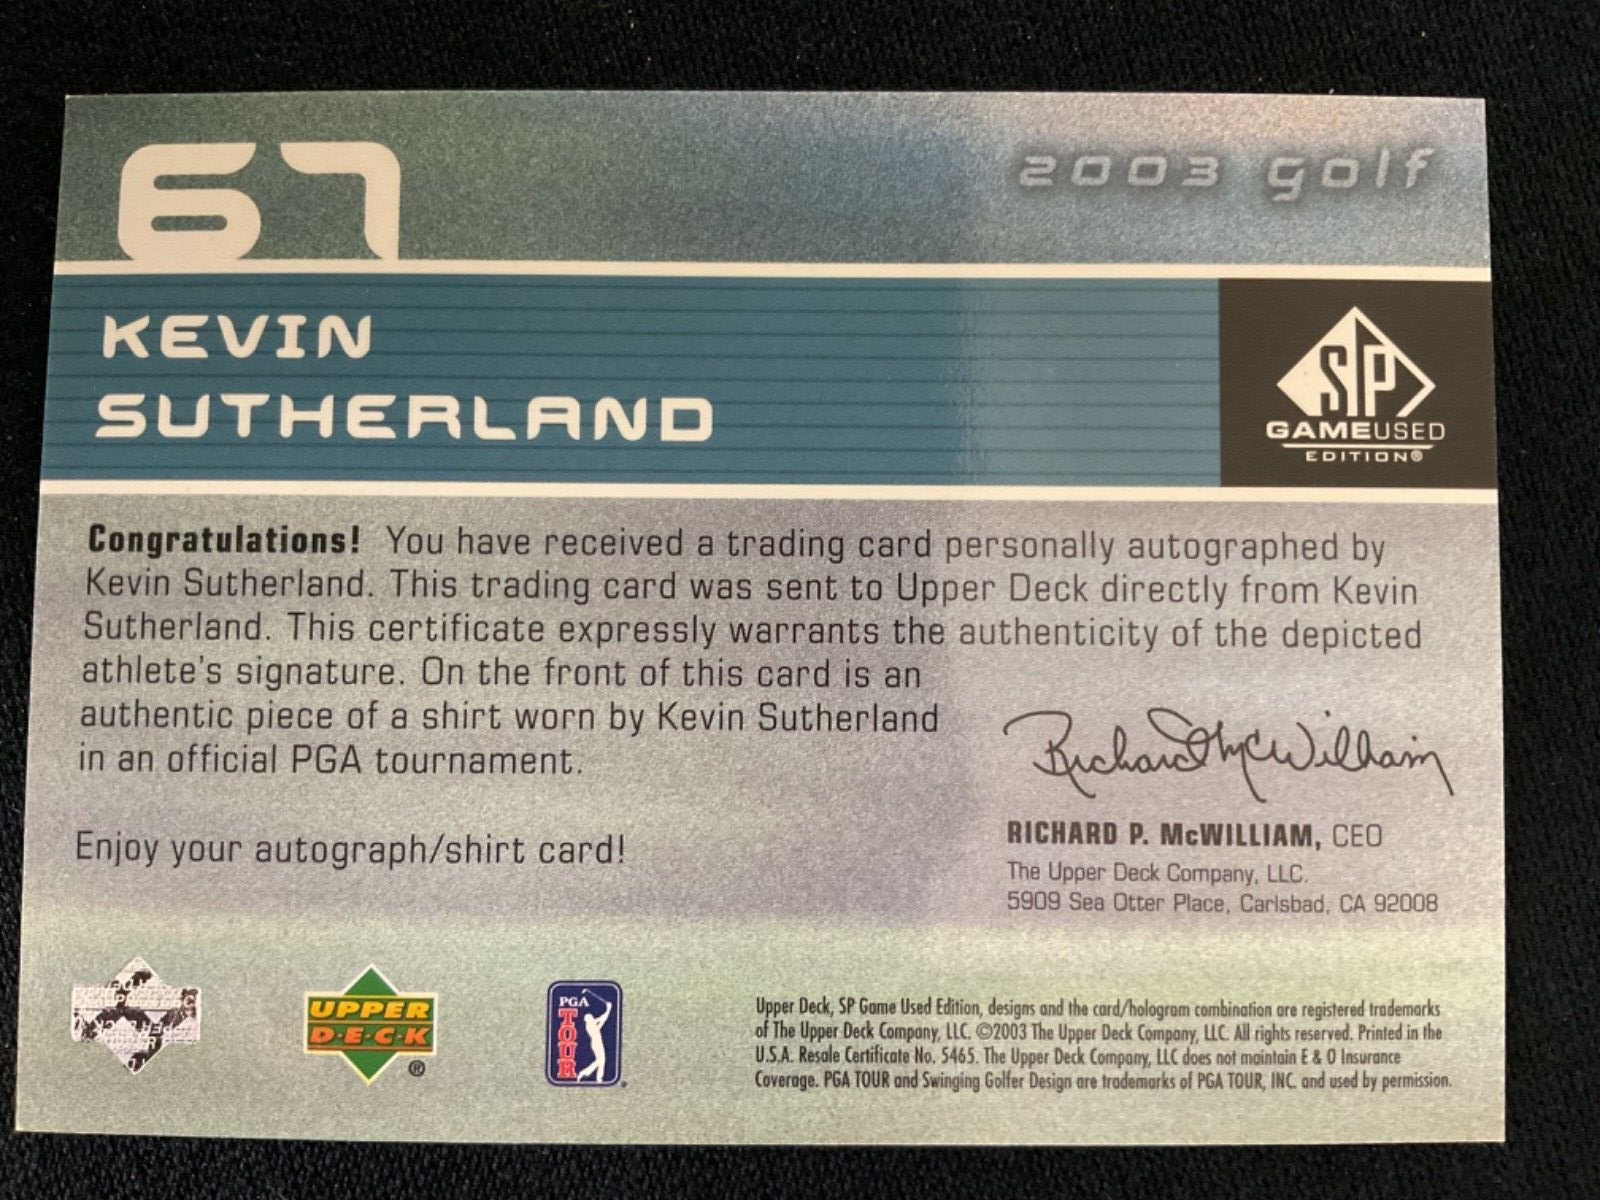 67
2003 golf
KEVIN
SUTHERLAND
SP
GAMEUSED
EDITION®
Congratulations! You have received a trading card personally autographed by
Kevin Sutherland. This trading card was sent to Upper Deck directly from Kevin
Sutherland. This certificate expressly warrants the authenticity of the depicted
athlete's signature. On the front of this card is an
authentic piece of a shirt worn by Kevin Sutherland
in an official PGA tournament.
Enjoy your autograph/shirt card!
Richard McWilliam
RICHARD P. McWILLIAM, CEO
The Upper Deck Company, LLC.
5909 Sea Otter Place, Carlsbad, CA 92008
UPPER
DECK
®
PGA
TOUR
Upper Deck, SP Game Used Edition, designs and the card/hologram combination are registered trademarks
of The Upper Deck Company, LLC. ©2003 The Upper Deck Company, LLC. All rights reserved. Printed in the
U.S.A. Resale Certificate No. 5465. The Upper Deck Company, LLC does not maintain E & O Insurance
Coverage. PGA TOUR and Swinging Golfer Design are trademarks of PGA TOUR, INC. and used by permission.